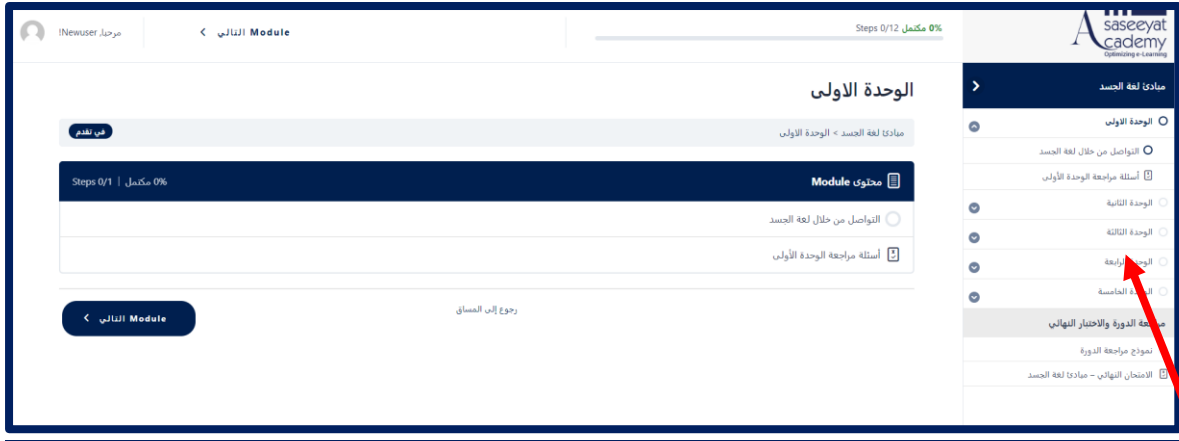 saseeyat
cademy
Optimizing e-Learning
0% مكتمل 0/12 Steps
Module التالي
مرحبا, Newuser!
مبادئ لغة الجسد
الوحدة الاولى
التواصل من خلال لغة الجسد
أسئلة مراجعة الوحدة الأولى
الوحدة الثانية
الوحدة الثالثة
الرابعة
الخامسة
الدورة والاختبار النهائي
نموذج مراجعة الدورة
الامتحان النهائي – مبادئ لغة الجسد
الوحدة الاولى
مبادئ لغة الجسد > الوحدة الاولى
في تقدم
محتوى Module
0% مكتمل | 0/1 Steps
التواصل من خلال لغة الجسد
أسئلة مراجعة الوحدة الأولى
رجوع إلى المساق
Module التالي